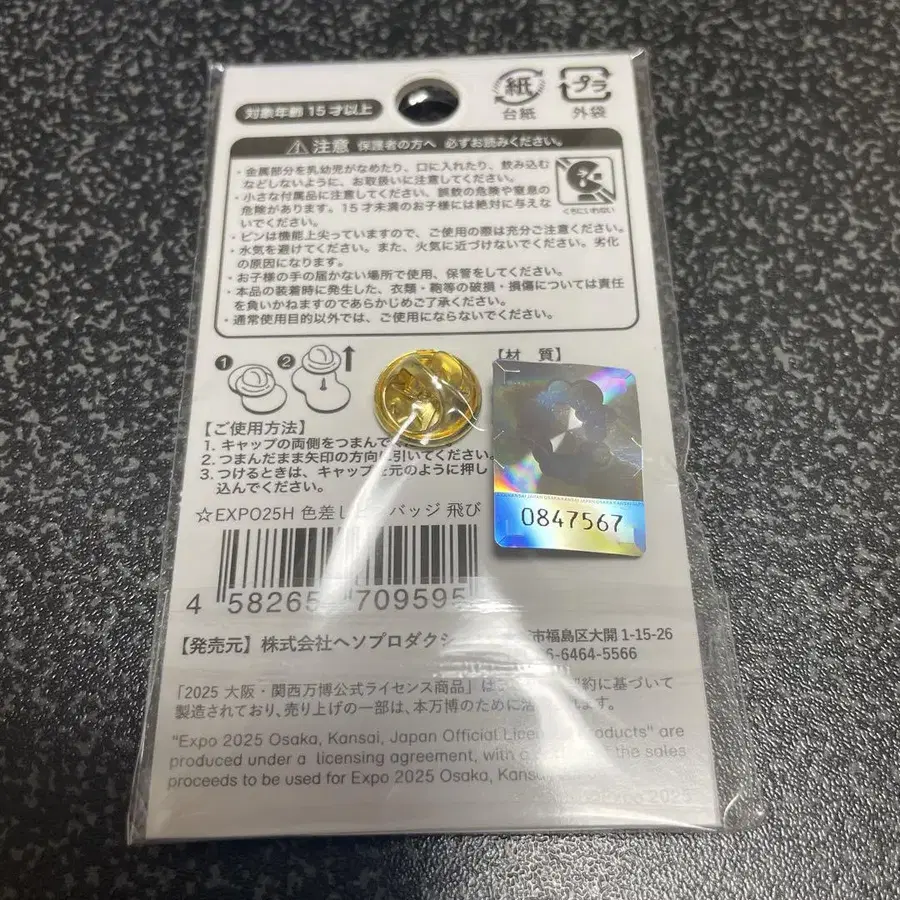 対象年齢 15 才以上
紙
台紙
プラ
外袋
注意 保護者の方へ 必ずお読みください。
・金属部分を乳幼児がなめたり、口に入れたり、飲み込む
などしないように、お取扱いに注意してください。
・小さな付属品に注意してください、誤飲の危険や窒息の
危険があります。15才未満のお子様には絶対に与えな
いでください。
くちにいれない
・ピンは機能上尖っていますので、ご使用の際は充分ご注意ください。
・水気を避けてください。また、火気に近づけないでください。劣化
の原因になります。
・お子様の手の届かない場所で使用、保管をしてください。
・本品の装着時に発生した、衣類・鞄等の破損・損傷については責任
を負いかねますのであらかじめご了承ください。
・通常使用目的以外では、ご使用にならないでください。
1 2
【材 質】
【ご使用方法】
1. キャップの両側をつまんで
2. つまんだまま矢印の方向に引いてください。
3. つけるときは、キャップを元のように押し
込んでください。
0847567
☆EXPO25H 色差し バッジ 飛び
4 58265 709595
【発売元】株式会社ヘソプロダクシ 市福島区大開 1-15-26
6-6464-5566
「2025 大阪・関西万博公式ライセンス商品」は 約に基づいて
製造されており、売り上げの一部は、本万博のために活 れます。
"Expo 2025 Osaka, Kansai, Japan Official Licen Products" are
produced under a licensing agreement, with a of the sales
proceeds to be used for Expo 2025 Osaka, Kansai